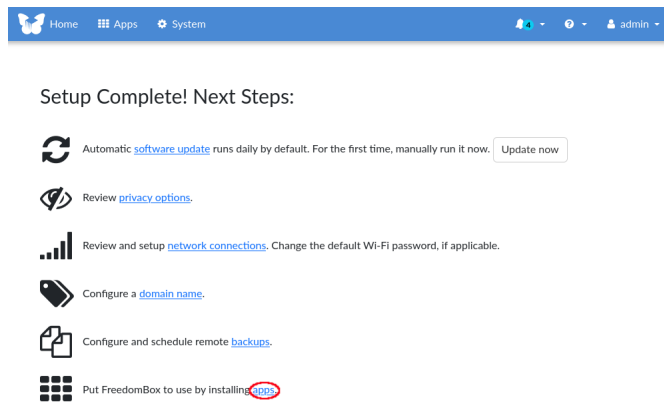 Home Apps System 4 admin
Setup Complete! Next Steps:
Automatic software update runs daily by default. For the first time, manually run it now. Update now
Review privacy options.
Review and setup network connections. Change the default Wi-Fi password, if applicable.
Configure a domain name.
Configure and schedule remote backups.
Put FreedomBox to use by installing apps.